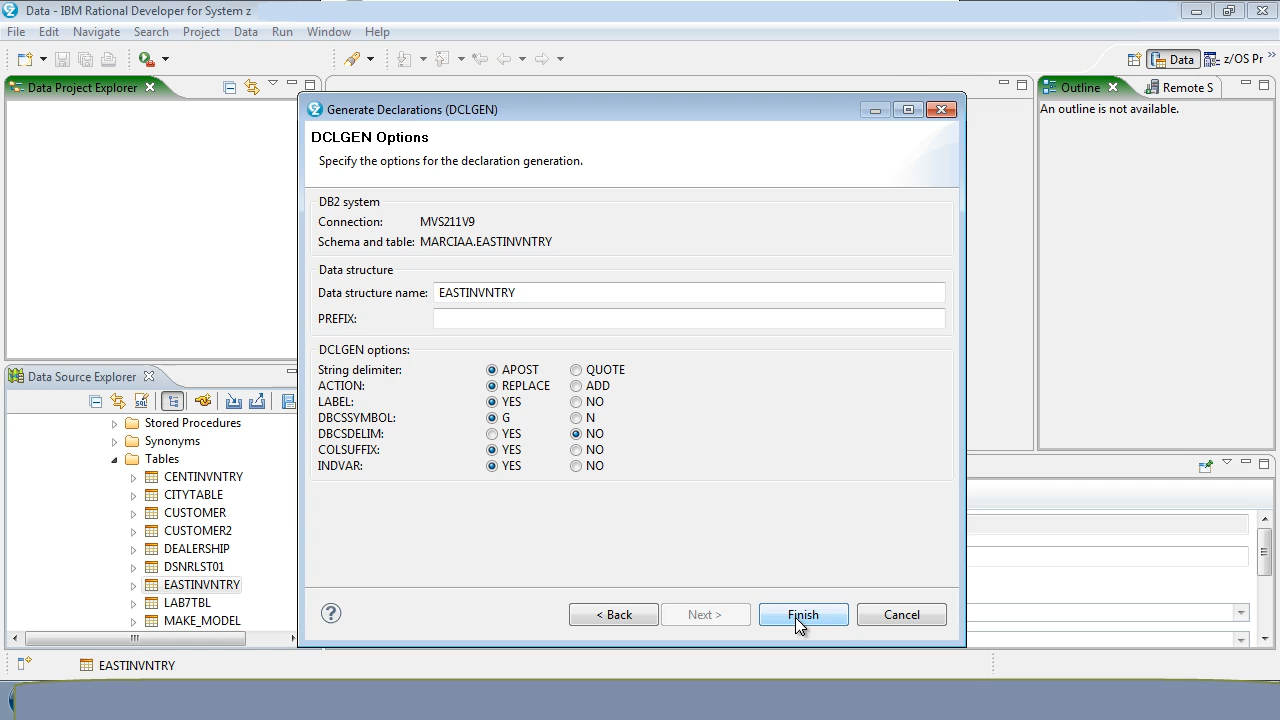 Data - IBM Rational Developer for System z
File Edit Navigate Search Project Data Run Window Help
Data z/OS Pr
Data Project Explorer
Outline Remote S
An outline is not available.
Generate Declarations (DCLGEN)
DCLGEN Options
Specify the options for the declaration generation.
DB2 system
Connection: MVS211V9
Schema and table: MARCIAA.EASTINVNTRY
Data structure
Data structure name: EASTINVNTRY
PREFIX:
DCLGEN options:
String delimiter: APOST QUOTE
ACTION: REPLACE ADD
LABEL: YES NO
DBCSSYMBOL: G N
DBCSDELIM: YES NO
COLSUFFIX: YES NO
INDVAR: YES NO
< Back Next > Finish Cancel
Data Source Explorer
Stored Procedures
Synonyms
Tables
CENTINVNTRY
CITYTABLE
CUSTOMER
CUSTOMER2
DEALERSHIP
DSNRLST01
EASTINVNTRY
LAB7TBL
MAKE_MODEL
EASTINVNTRY